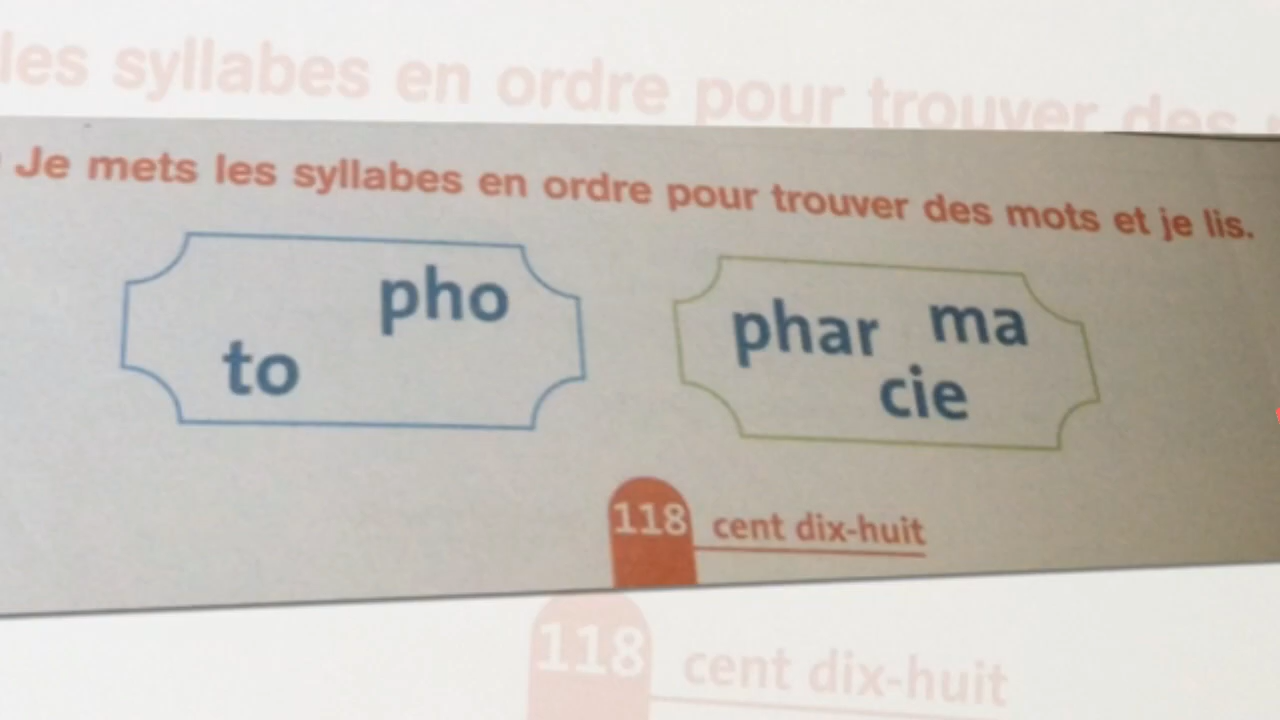 les syllabes en ordre pour trouver des
Je mets les syllabes en ordre pour trouver des mots et je lis.
pho
to
phar ma
cie
118 cent dix-huit
118 cent dix-huit